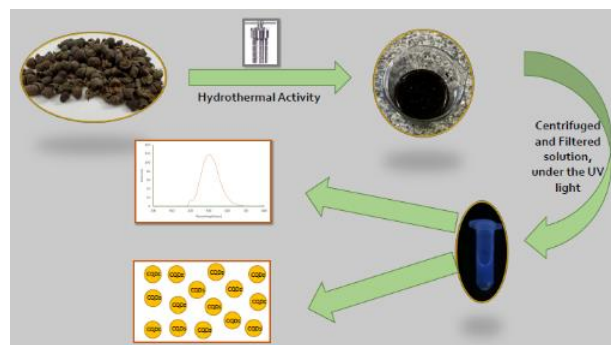 Hydrothermal Activity
Centrifuged
and Filtered
solution,
under the UV
light
CQDs CQDs CQDs CQDs
CQDs CQDs CQDs
CQDs CQDs CQDs
CQDs CQDs CQDs CQDs